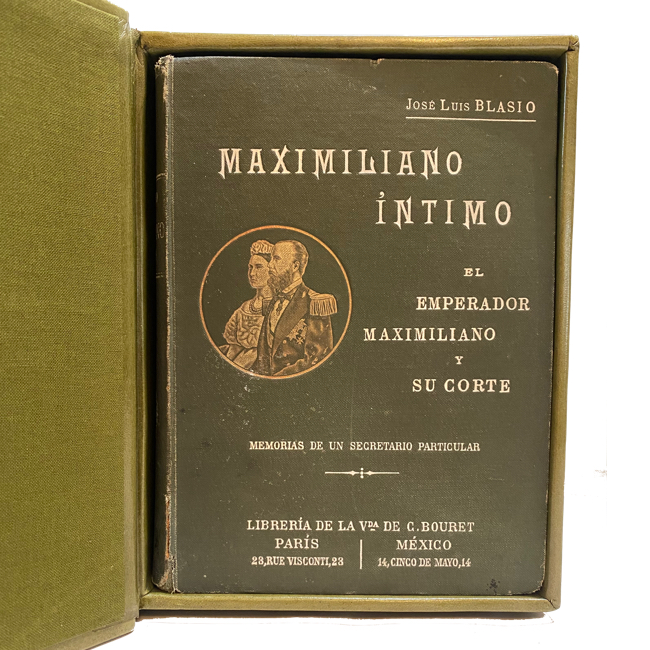 José Luis BLASIO
MAXIMILIANO
ÍNTIMO
EL
EMPERADOR
MAXIMILIANO
Y
SU CORTE
MEMORIAS DE UN SECRETARIO PARTICULAR
LIBRERÍA DE LA VDA DE C. BOURET
PARÍS
23, RUE VISCONTI, 23
MÉXICO
14, CINCO DE MAYO, 14